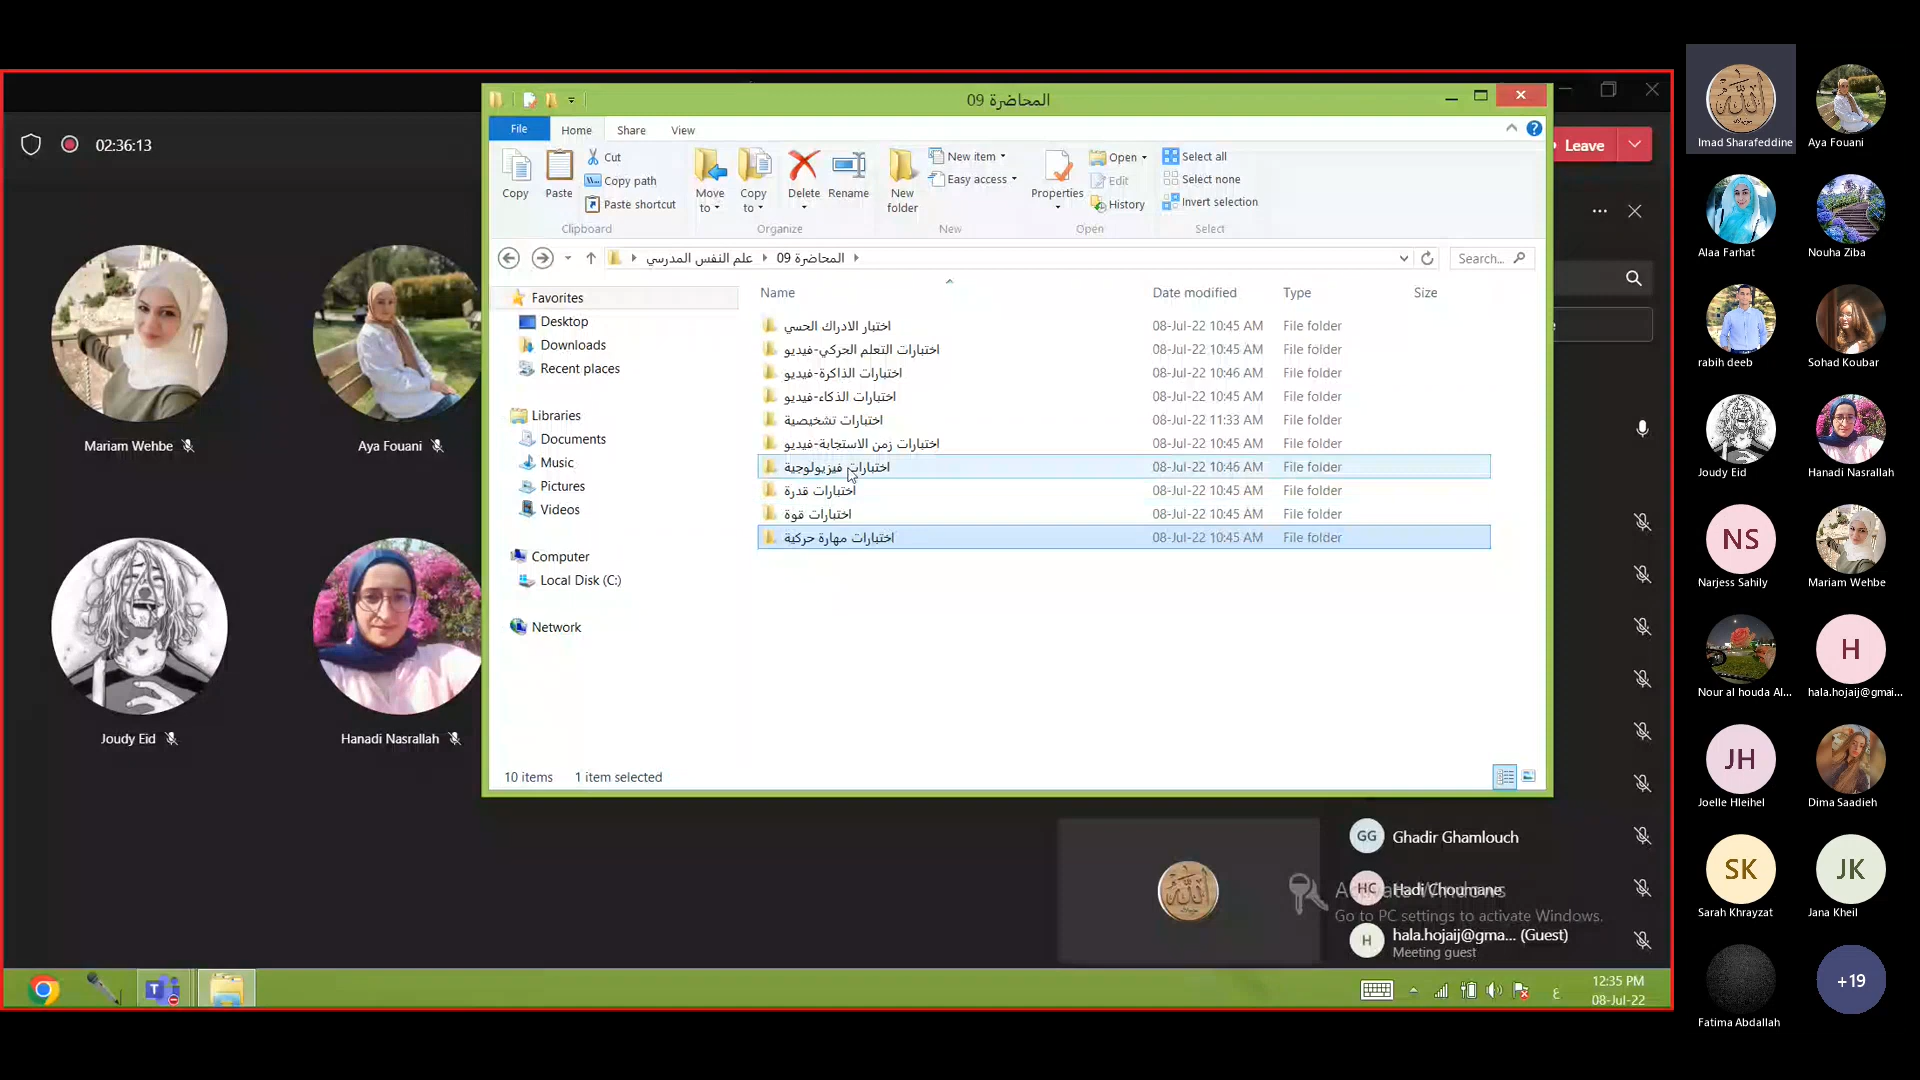 02:36:13
Mariam Wehbe
Aya Fouani
Joudy Eid
Hanadi Nasrallah
المحاضرة 09
File
Home
Share
View
Copy
Paste
Cut
Copy path
Paste shortcut
Clipboard
Move to
Copy to
Delete
Rename
Organize
New folder
New item
Easy access
New
Properties
Open
Edit
History
Open
Select all
Select none
Invert selection
Select
علم النفس المدرسي
المحاضرة 09
Search...
Favorites
Desktop
Downloads
Recent places
Libraries
Documents
Music
Pictures
Videos
Computer
Local Disk (C:)
Network
Name Date modified Type Size
اختبار الادراك الحسي 08-Jul-22 10:45 AM File folder
اختبارات التعلم الحركي-فيديو 08-Jul-22 10:45 AM File folder
اختبارات الذاكرة-فيديو 08-Jul-22 10:46 AM File folder
اختبارات الذكاء-فيديو 08-Jul-22 10:45 AM File folder
اختبارات تشخيصية 08-Jul-22 11:33 AM File folder
اختبارات زمن الاستجابة-فيديو 08-Jul-22 10:45 AM File folder
اختبارات فيزيولوجية 08-Jul-22 10:46 AM File folder
اختبارات قدرة 08-Jul-22 10:45 AM File folder
اختبارات قوة 08-Jul-22 10:45 AM File folder
اختبارات مهارة حركية 08-Jul-22 10:45 AM File folder
10 items 1 item selected
Leave
GG Ghadir Ghamlouch
HC Hadi Choumane
Activate Windows
Go to PC settings to activate Windows.
H hala.hojaij@gma... (Guest)
Meeting guest
ع
12:35 PM
08-Jul-22
Imad Sharafeddine
Aya Fouani
Alaa Farhat
Nouha Ziba
rabih deeb
Sohad Koubar
Joudy Eid
Hanadi Nasrallah
NS
Narjess Sahily
Mariam Wehbe
Nour al houda Al...
H
hala.hojaij@gmai...
JH
Joelle Hleihel
Dima Saadieh
SK
Sarah Khrayzat
JK
Jana Kheil
Fatima Abdallah
+19